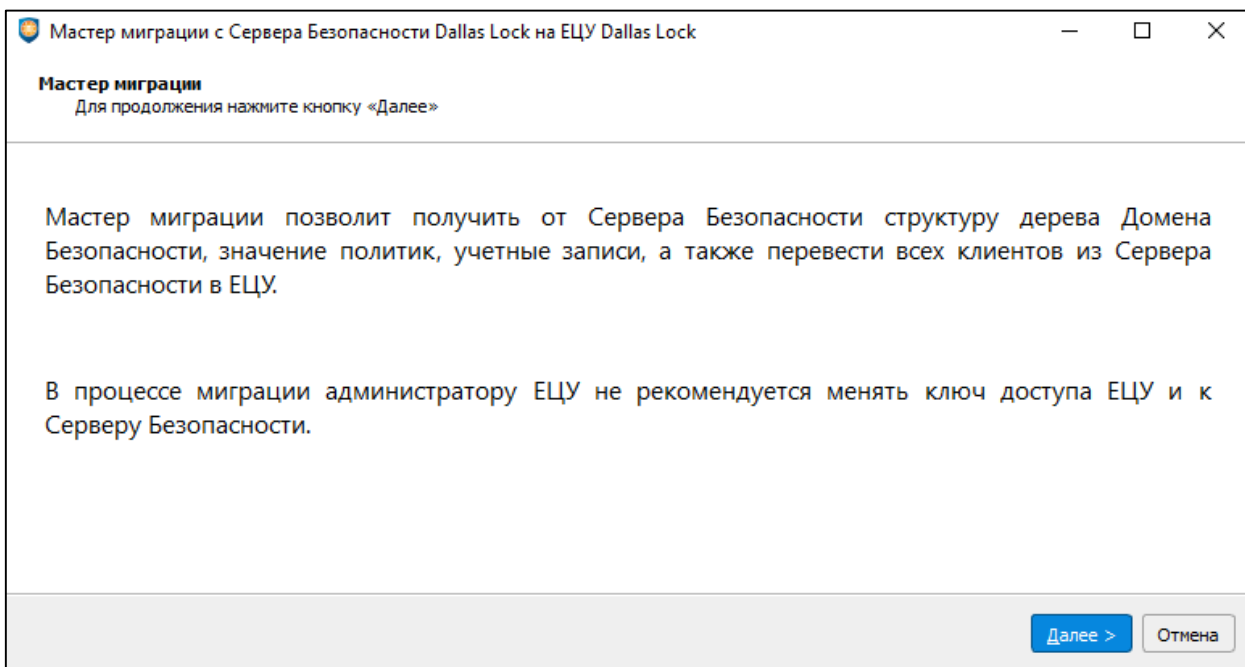 Мастер миграции с Сервера Безопасности Dallas Lock на ЕЦУ Dallas Lock
Мастер миграции
Для продолжения нажмите кнопку «Далее»
Мастер миграции позволит получить от Сервера Безопасности структуру дерева Домена
Безопасности, значение политик, учетные записи, а также перевести всех клиентов из Сервера
Безопасности в ЕЦУ.
В процессе миграции администратору ЕЦУ не рекомендуется менять ключ доступа ЕЦУ и к
Серверу Безопасности.
Далее >
Отмена